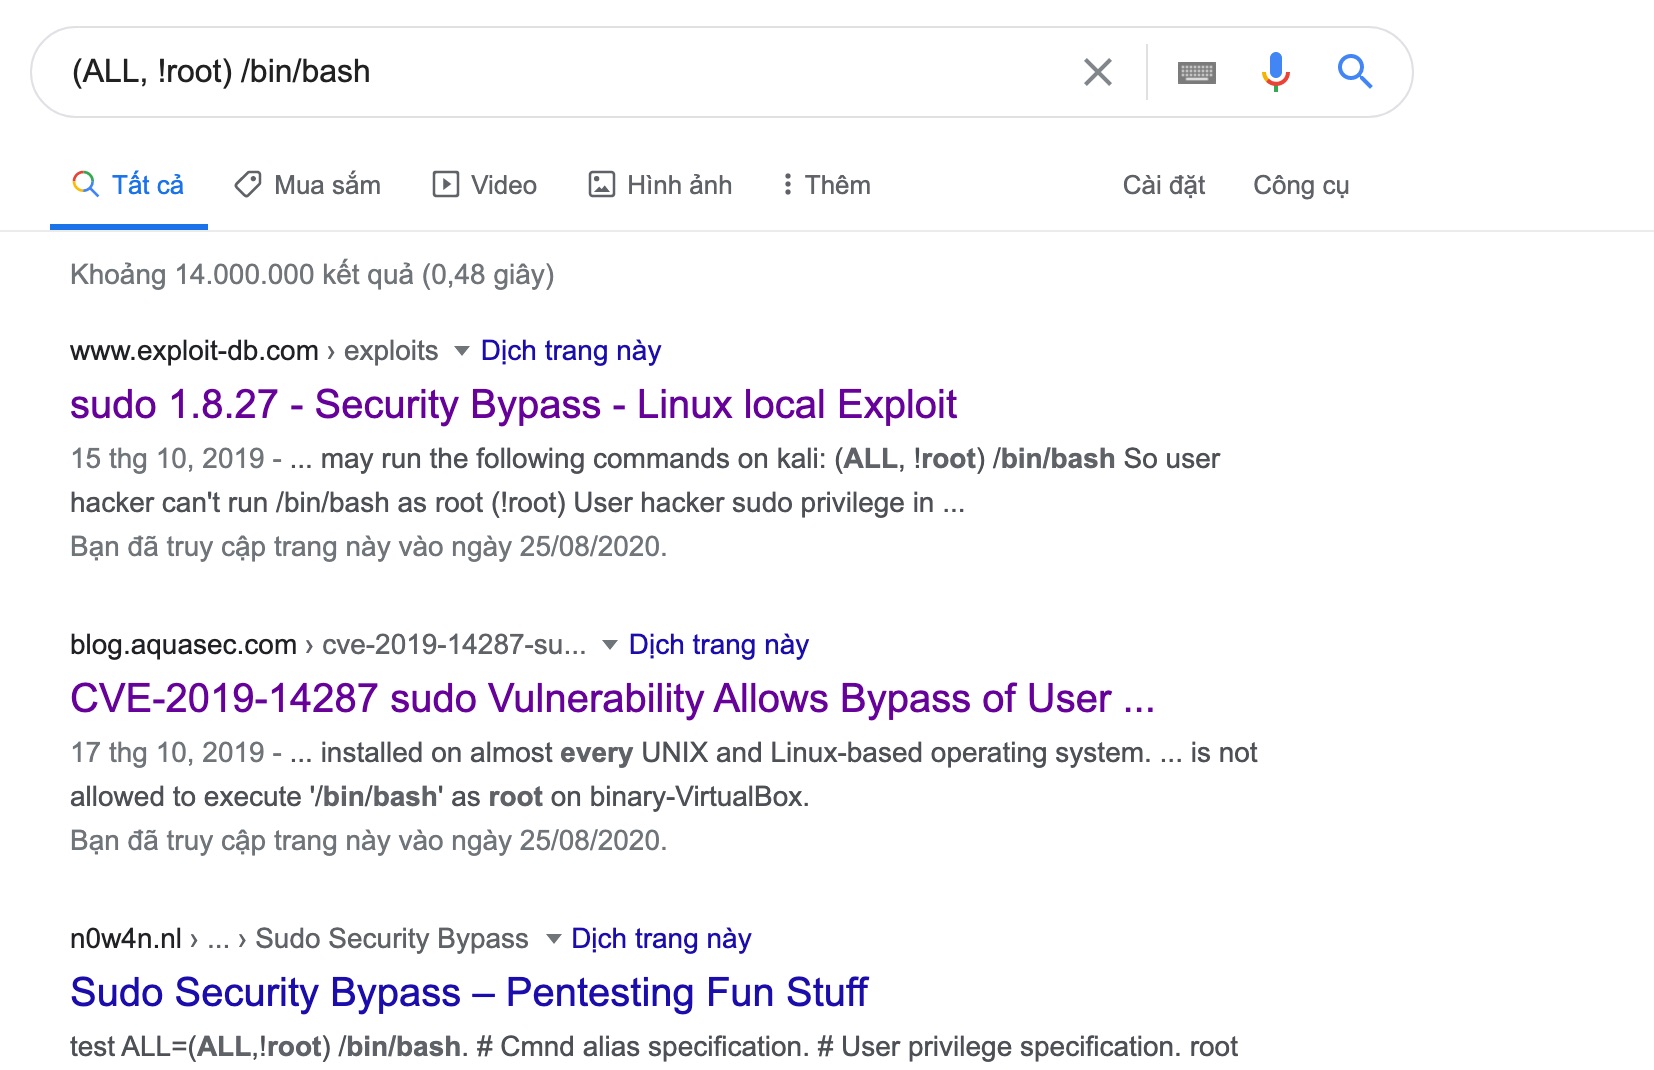 (ALL, !root) /bin/bash
Tất cả Mua sắm Video Hình ảnh Thêm Cài đặt Công cụ
Khoảng 14.000.000 kết quả (0,48 giây)
www.exploit-db.com › exploits Dịch trang này
sudo 1.8.27 - Security Bypass - Linux local Exploit
15 thg 10, 2019 - ... may run the following commands on kali: (ALL, !root) /bin/bash So user
hacker can't run /bin/bash as root (!root) User hacker sudo privilege in ...
Bạn đã truy cập trang này vào ngày 25/08/2020.
blog.aquasec.com › cve-2019-14287-su... Dịch trang này
CVE-2019-14287 sudo Vulnerability Allows Bypass of User ...
17 thg 10, 2019 - ... installed on almost every UNIX and Linux-based operating system. ... is not
allowed to execute '/bin/bash' as root on binary-VirtualBox.
Bạn đã truy cập trang này vào ngày 25/08/2020.
n0w4n.nl › ... › Sudo Security Bypass Dịch trang này
Sudo Security Bypass – Pentesting Fun Stuff
test ALL=(ALL,!root) /bin/bash. # Cmnd alias specification. # User privilege specification. root